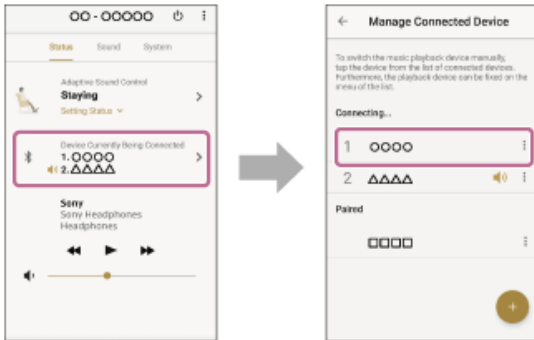 OO - OOOOO
Status Sound System
Adaptive Sound Control
Staying
Setting Status
Device Currently Being Connected
1.OOOO
2.△△△△
Sony
Sony Headphones
Headphones
Manage Connected Device
To switch the music playback device manually,
tap the device from the list of connected devices.
Furthermore, the playback device can be fixed on the
menu of the list.
Connecting...
1 OOOO
2 △△△△
Paired
□□□□